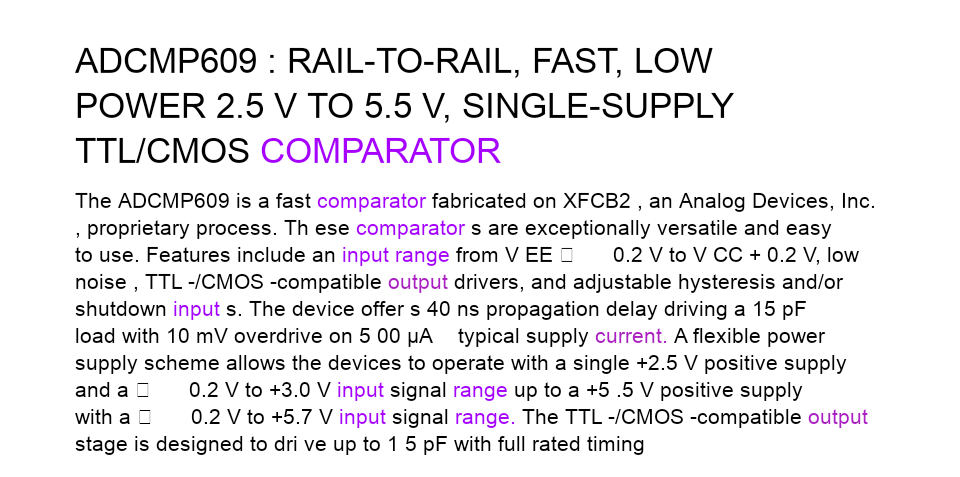 ADCMP609 : RAIL-TO-RAIL, FAST, LOW
POWER 2.5 V TO 5.5 V, SINGLE-SUPPLY
TTL/CMOS COMPARATOR
The ADCMP609 is a fast comparator fabricated on XFCB2 , an Analog Devices, Inc.
, proprietary process. Th ese comparator s are exceptionally versatile and easy
to use. Features include an input range from V EE □ 0.2 V to V CC + 0.2 V, low
noise , TTL -/CMOS -compatible output drivers, and adjustable hysteresis and/or
shutdown input s. The device offer s 40 ns propagation delay driving a 15 pF
load with 10 mV overdrive on 5 00 μA typical supply current. A flexible power
supply scheme allows the devices to operate with a single +2.5 V positive supply
and a □ 0.2 V to +3.0 V input signal range up to a +5 .5 V positive supply
with a □ 0.2 V to +5.7 V input signal range. The TTL -/CMOS -compatible output
stage is designed to dri ve up to 1 5 pF with full rated timing